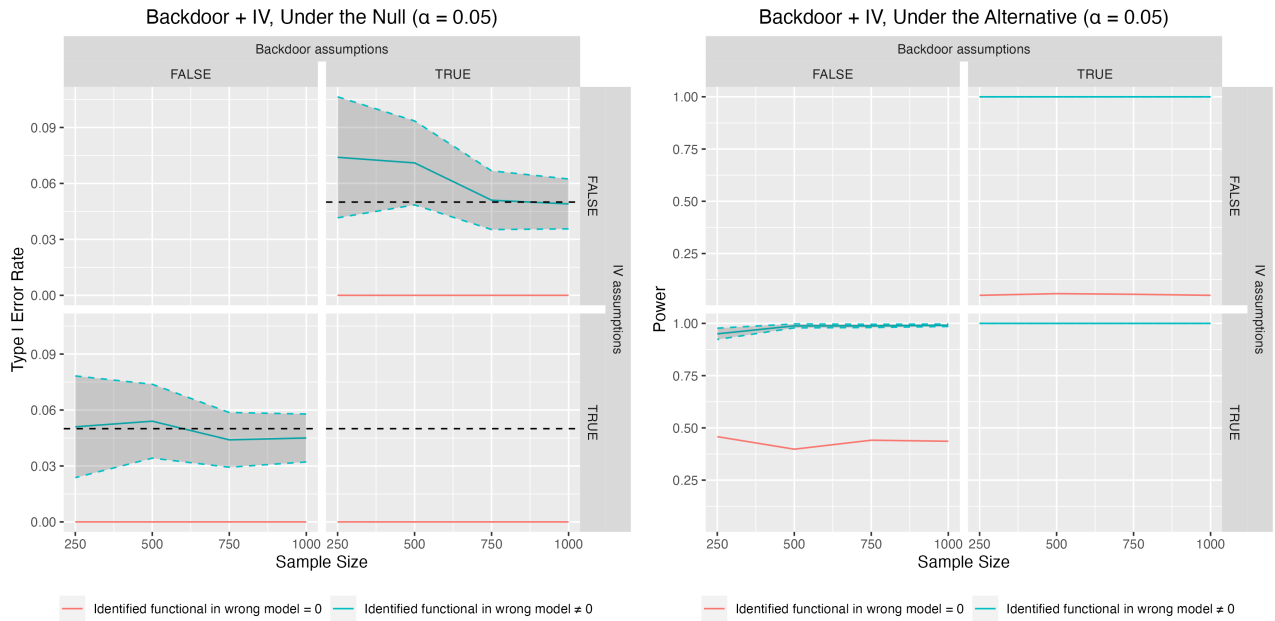 Backdoor + IV, Under the Null (α = 0.05)
Backdoor assumptions
FALSE
TRUE
0.09
0.06
0.03
0.00
FALSE
0.09
0.06
0.03
0.00
TRUE
IV assumptions
Type I Error Rate
250
500
750
1000
250
500
750
1000
Sample Size
Identified functional in wrong model = 0
Identified functional in wrong model ≠ 0
Backdoor + IV, Under the Alternative (α = 0.05)
Backdoor assumptions
FALSE
TRUE
1.00
0.75
0.50
0.25
FALSE
1.00
0.75
0.50
0.25
TRUE
IV assumptions
Power
250
500
750
1000
250
500
750
1000
Sample Size
Identified functional in wrong model = 0
Identified functional in wrong model ≠ 0